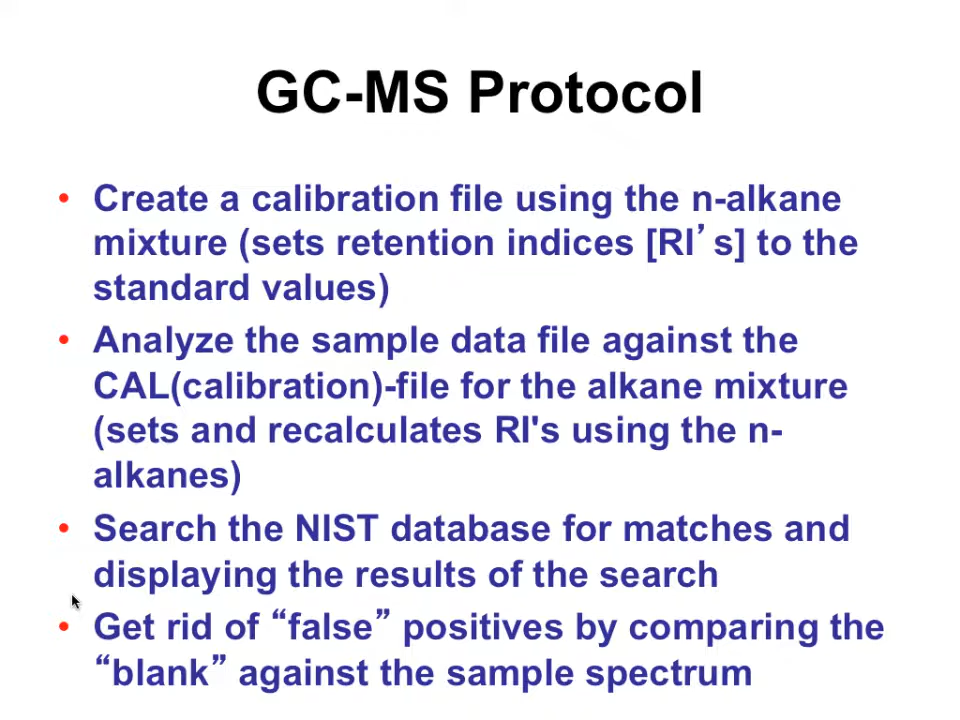 GC-MS Protocol
• Create a calibration file using the n-alkane
mixture (sets retention indices [RI’s] to the
standard values)
• Analyze the sample data file against the
CAL(calibration)-file for the alkane mixture
(sets and recalculates RI's using the n-
alkanes)
• Search the NIST database for matches and
displaying the results of the search
• Get rid of “false” positives by comparing the
“blank” against the sample spectrum